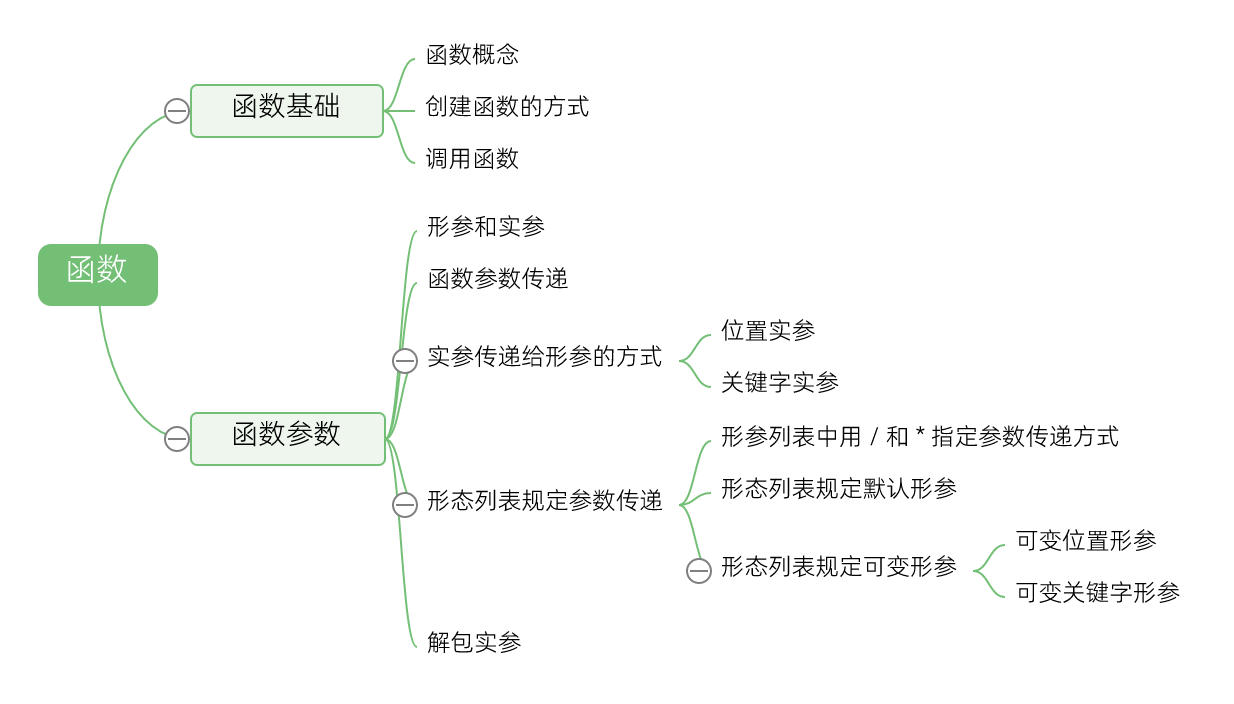 函数
函数基础
函数概念
创建函数的方式
调用函数
函数参数
形参和实参
函数参数传递
实参传递给形参的方式
位置实参
关键字实参
形态列表规定参数传递
形参列表中用 / 和 * 指定参数传递方式
形态列表规定默认形参
形态列表规定可变形参
可变位置形参
可变关键字形参
解包实参